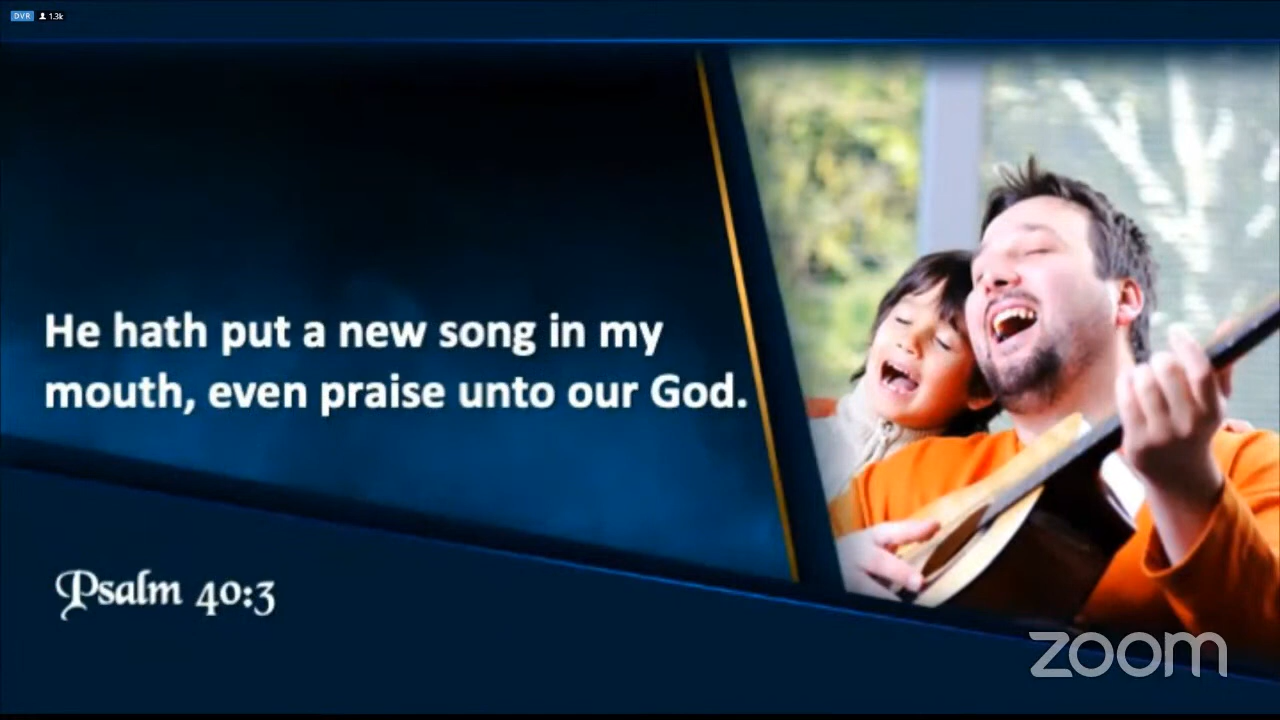 DVR 1.3k
He hath put a new song in my
mouth, even praise unto our God.
Psalm 40:3
zoom